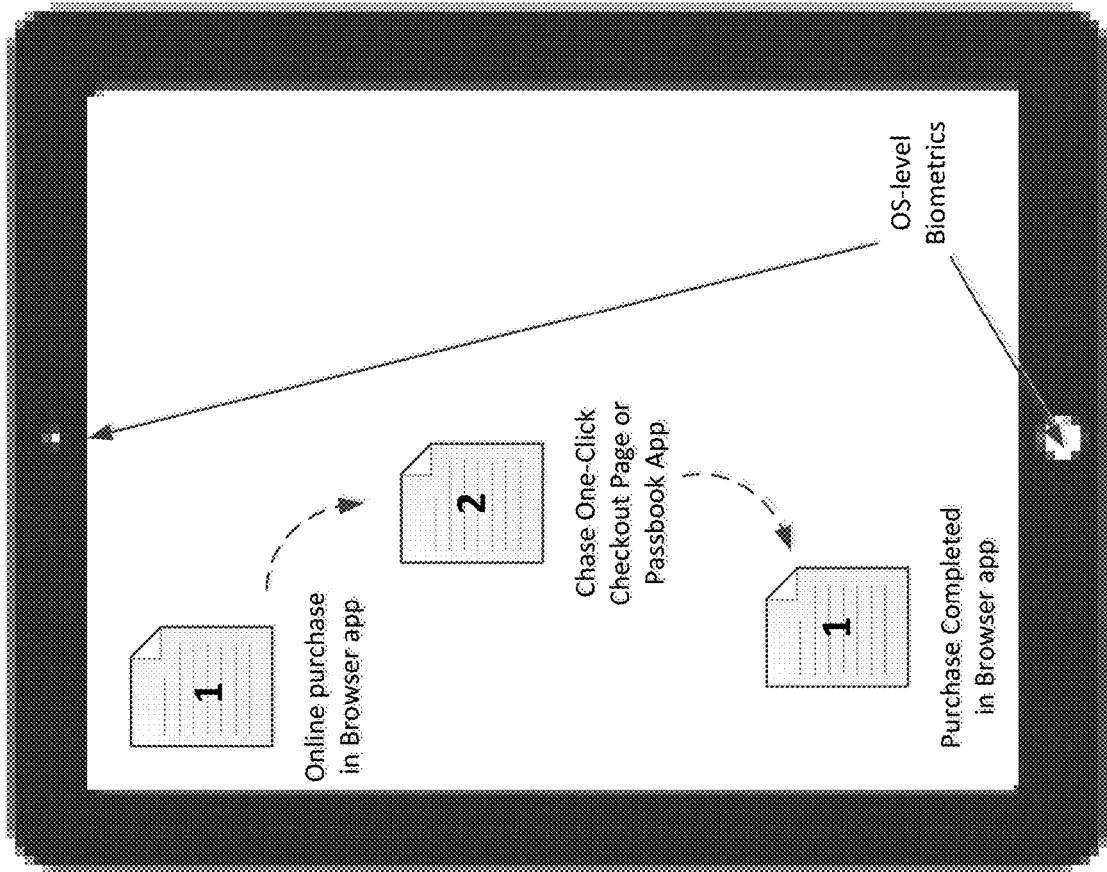 1
Online purchase
in Browser app
2
Chase One-Click
Checkout Page or
Passbook App
1
Purchase Completed
in Browser app
OS-level
Biometrics